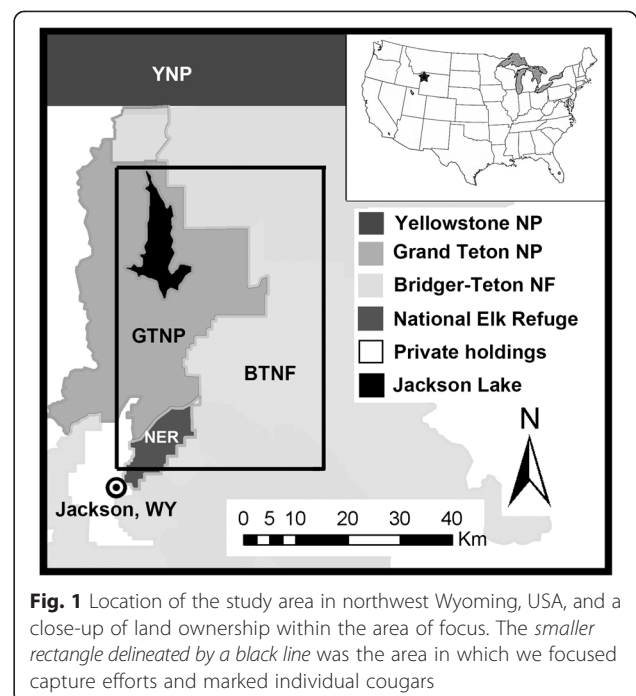 YNP
Yellowstone NP
Grand Teton NP
Bridger-Teton NF
National Elk Refuge
Private holdings
Jackson Lake
GTNP
BTNF
NER
Jackson, WY
N
0 5 10 20 30 40
Km
Fig. 1 Location of the study area in northwest Wyoming, USA, and a
close-up of land ownership within the area of focus. The smaller
rectangle delineated by a black line was the area in which we focused
capture efforts and marked individual cougars